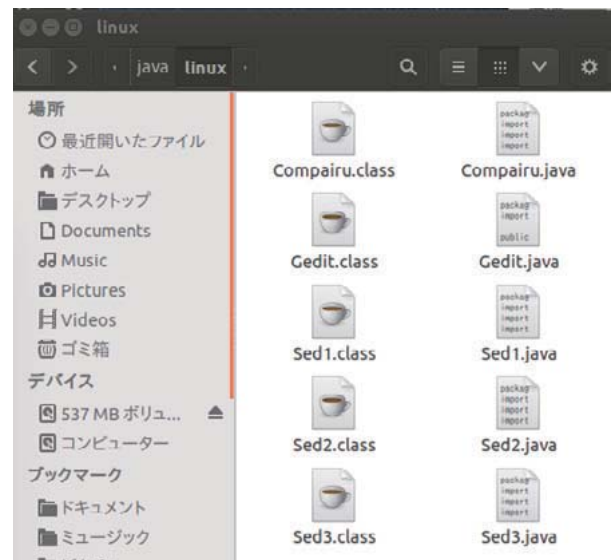 linux
java linux
場所
最近開いたファイル
ホーム
デスクトップ
Documents
Music
Pictures
Videos
ゴミ箱
デバイス
537 MB ボリュ...
コンピューター
ブックマーク
ドキュメント
ミュージック
Compairu.class
Compairu.java
Gedit.class
Gedit.java
Sed1.class
Sed1.java
Sed2.class
Sed2.java
Sed3.class
Sed3.java